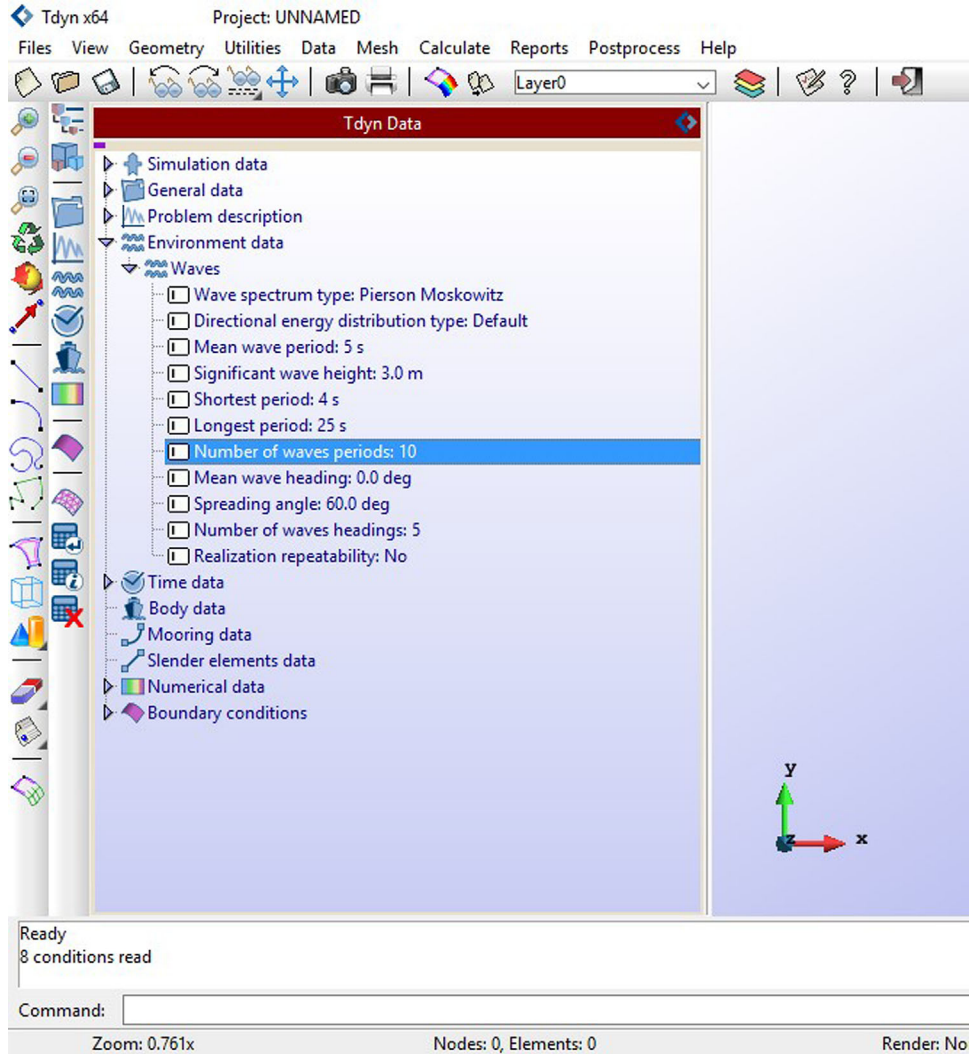 Tdyn x64 Project: UNNAMED
Files View Geometry Utilities Data Mesh Calculate Reports Postprocess Help
Layer0
Tdyn Data
Simulation data
General data
Problem description
Environment data
Waves
Wave spectrum type: Pierson Moskowitz
Directional energy distribution type: Default
Mean wave period: 5 s
Significant wave height: 3.0 m
Shortest period: 4 s
Longest period: 25 s
Number of waves periods: 10
Mean wave heading: 0.0 deg
Spreading angle: 60.0 deg
Number of waves headings: 5
Realization repeatability: No
Time data
Body data
Mooring data
Slender elements data
Numerical data
Boundary conditions
y
z x
Ready
8 conditions read
Command:
Zoom: 0.761x Nodes: 0, Elements: 0 Render: No